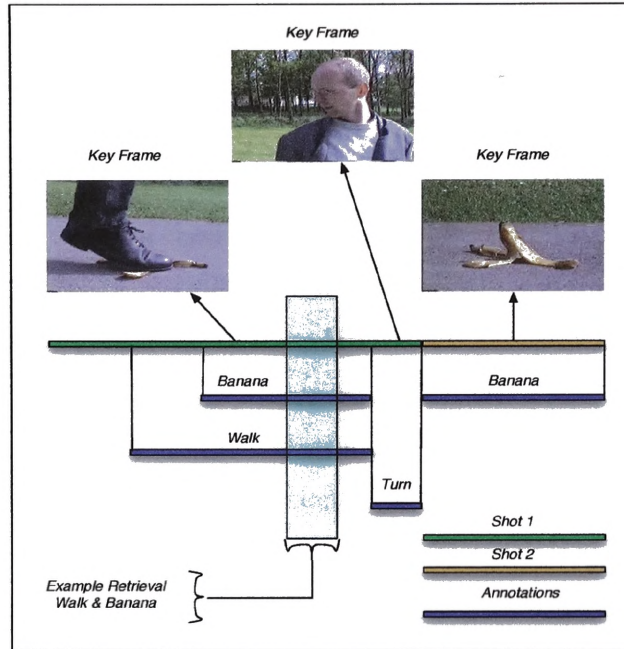 Key Frame
Key Frame
Key Frame
Banana
Banana
Walk
Turn
Shot 1
Shot 2
Annotations
Example Retrieval
Walk & Banana